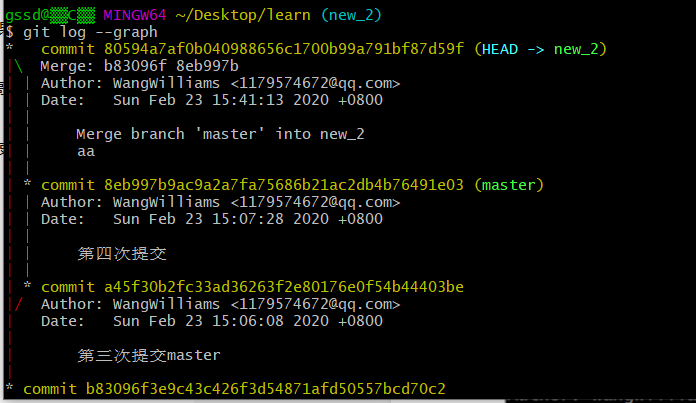 gssd@▒▒C▒▒ MINGW64 ~/Desktop/learn (new_2)
$ git log --graph
*   commit 80594a7af0b040988656c1700b99a791bf87d59f (HEAD -> new_2)
|\  Merge: b83096f 8eb997b
| | Author: WangWilliams <1179574672@qq.com>
| | Date:   Sun Feb 23 15:41:13 2020 +0800
| |
| |     Merge branch 'master' into new_2
| |     aa
| |
| * commit 8eb997b9ac9a2a7fa75686b21ac2db4b76491e03 (master)
| | Author: WangWilliams <1179574672@qq.com>
| | Date:   Sun Feb 23 15:07:28 2020 +0800
| |
| |     第四次提交
| |
| * commit a45f30b2fc33ad36263f2e80176e0f54b44403be
|/  Author: WangWilliams <1179574672@qq.com>
|   Date:   Sun Feb 23 15:06:08 2020 +0800
|
|       第三次提交master
|
* commit b83096f3e9c43c426f3d54871afd50557bcd70c2